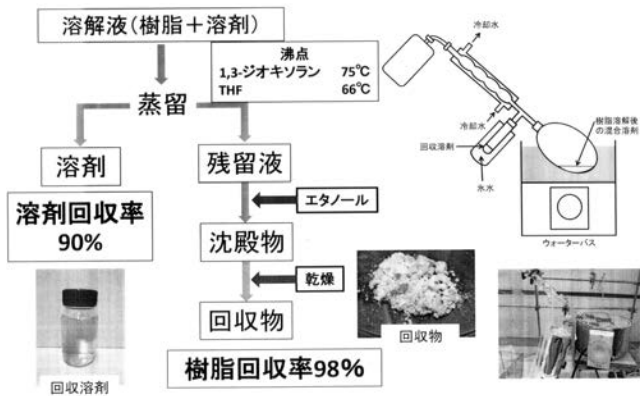 溶解液(樹脂+溶剤)
沸点
1,3-ジオキソラン 75℃
THF 66℃
蒸留
溶剤
残留液
溶剤回収率
90%
エタノール
沈殿物
乾燥
回収物
樹脂回収率98%
回収溶剤
回収物
冷却水
冷却水
回収溶剤
氷水
樹脂溶解後
の混合溶剤
ウォーターバス